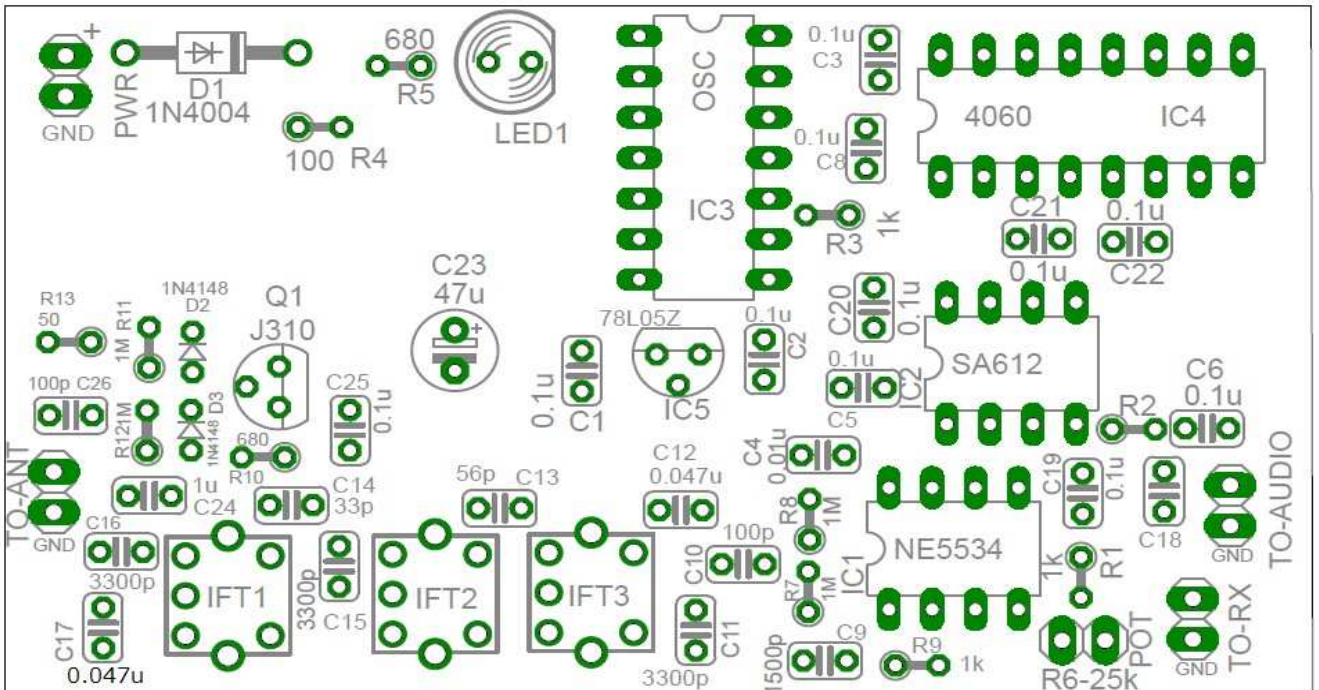 +
GND
PWR
D1
1N4004
100
R4
680
R5
LED1
OSC
IC3
0.1u
C3
0.1u
C8
4060
IC4
R3
1k
C21
0.1u
0.1u
C22
R13
50
1M R11
1N4148
D2
Q1
J310
C23
47u
+
0.1u
C1
78L05Z
IC5
0.1u
C2
C20
0.1u
0.1u
C5
IC2
SA612
C6
0.1u
R2
100p C26
R12 1M
1N4148 D3
680
R10
C25
0.1u
TO-ANT
GND
1u
C24
C14
33p
56p
C13
C12
0.047u
C4
0.01u
R8
1M
C19
0.1u
C18
TO-AUDIO
GND
C16
3300p
IFT1
3300p
C15
IFT2
IFT3
100p
C10
R7
1M
IC1
NE5534
1k
R1
C17
0.047u
C11
3300p
1500p
C9
R9
1k
R6-25k
POT
TO-RX
GND